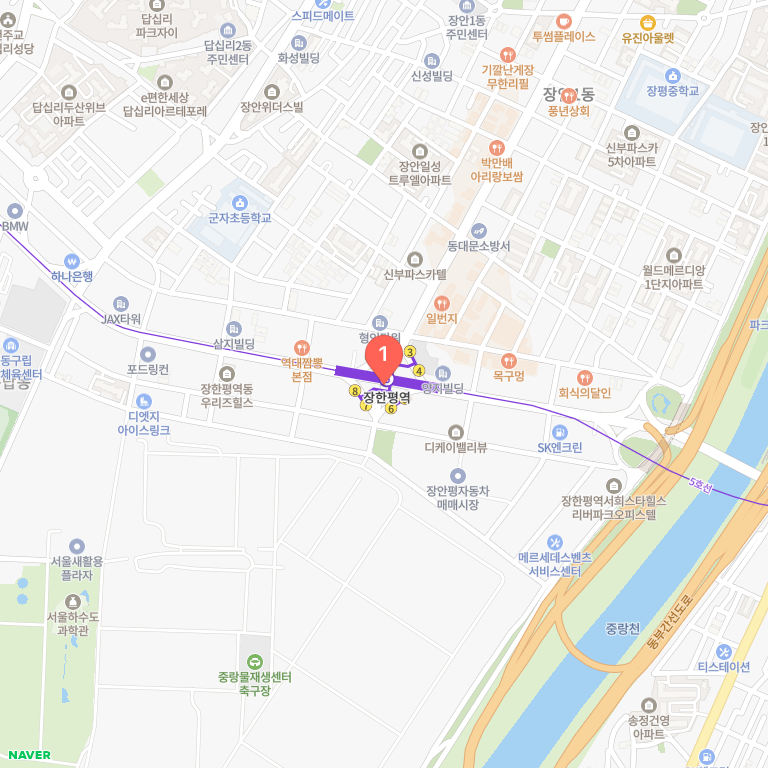 답십리
파크자이
스피드메이트
장안1동
주민센터
투썸플레이스
유진아울렛
답십리2동
주민센터
화성빌딩
신성빌딩
기깔난게장
무한리필
장평중학교
답십리두산위브
아파트
e편한세상
답십리아르테포레
장안위더스빌
풍년상회
신부파스카
5차아파트
장안일성
트루엘아파트
박만배
아리랑보쌈
BMW
군자초등학교
동대문소방서
하나은행
신부파스카텔
월드메르디앙
1단지아파트
JAX타워
일번지
삼지빌딩
동구립
체육센터
포드링컨
역태짬뽕
본점
1
3
4
목구멍
회식의달인
장한평역동
우리즈힐스
8
7
6
장한평역
디엣지
아이스링크
디케이밸리뷰
SK엔크린
5호선
장안평자동차
매매시장
장한평역서희스타힐스
리버파크오피스텔
서울새활용
플라자
메르세데스벤츠
서비스센터
서울하수도
과학관
중랑천
동부간선도로
중랑물재생센터
축구장
티스테이션
송정건영
아파트
NAVER